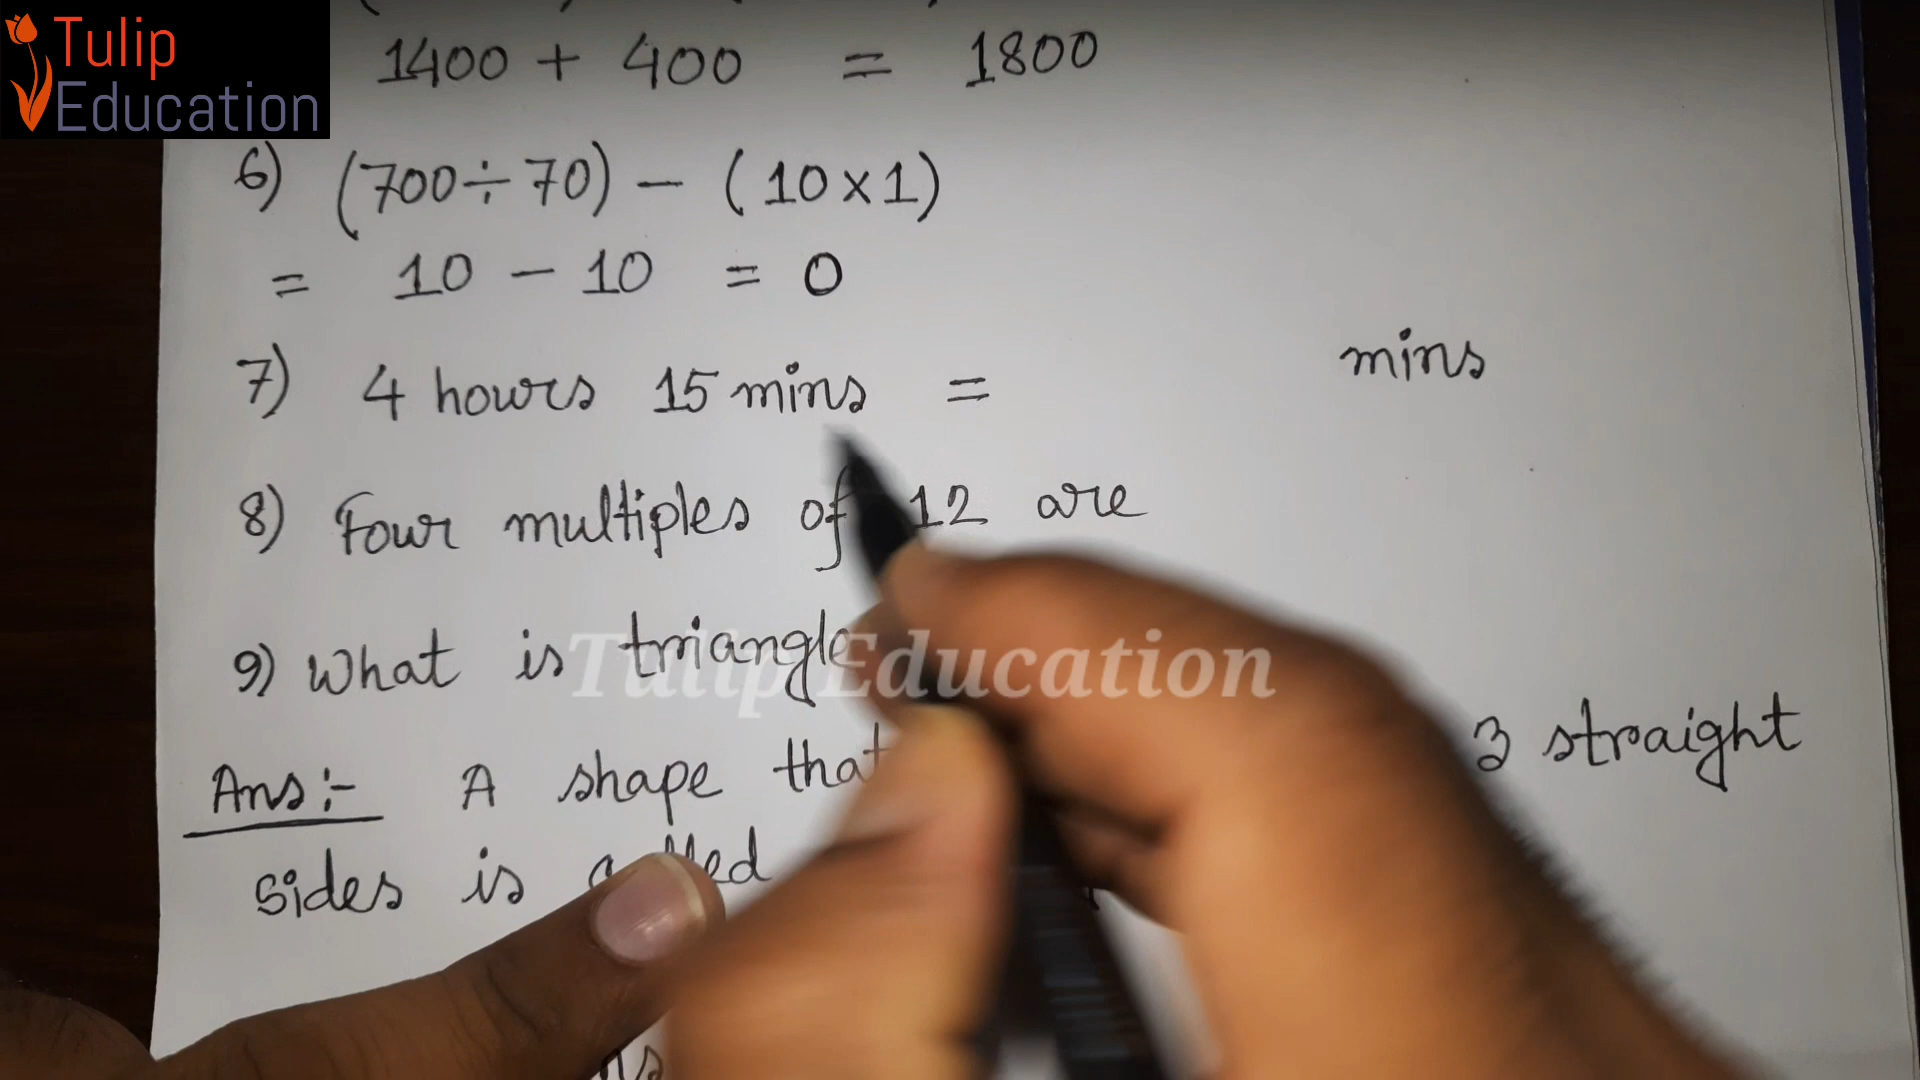 Tulip
Education
1400 + 400 = 1800
6) (700÷70) – (10×1)
= 10 – 10 = 0
7) 4 hours 15 mins = mins
8) Four multiples of 12 are
9) What is triangle
Tulip Education
Ans:- A shape that 3 straight
sides is called